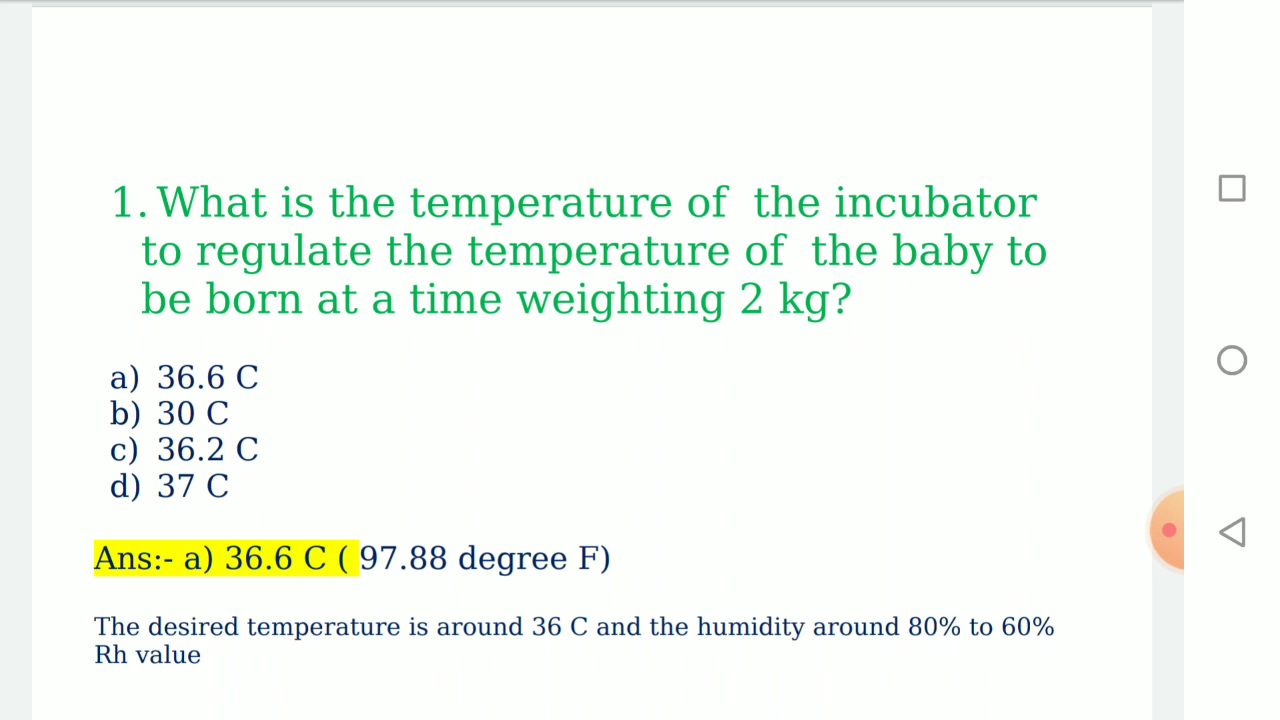 1. What is the temperature of the incubator
to regulate the temperature of the baby to
be born at a time weighting 2 kg?
a) 36.6 C
b) 30 C
c) 36.2 C
d) 37 C
Ans:- a) 36.6 C ( 97.88 degree F)
The desired temperature is around 36 C and the humidity around 80% to 60%
Rh value